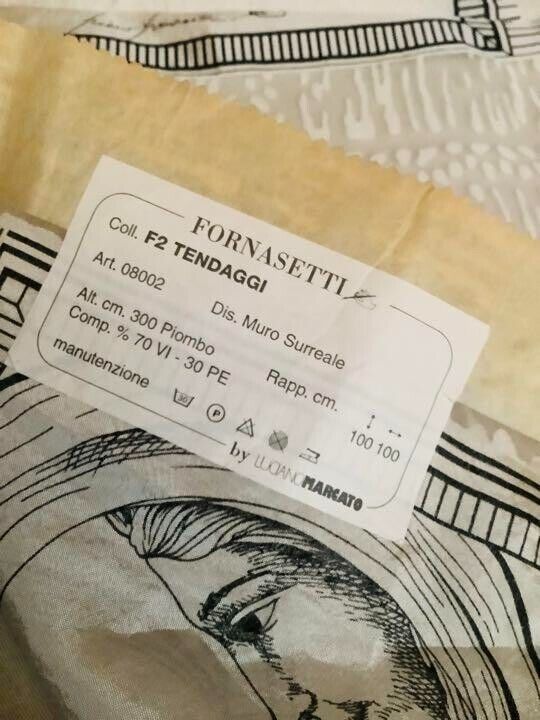 FORNASETTI
Coll. F2 TENDAGGI
Art. 08002
Dis. Muro Surreale
Alt. cm. 300 Piombo
Rapp. cm.
Comp. % 70 VI - 30 PE
100 100
manutenzione
30
P
by LUCIANO MARCATO